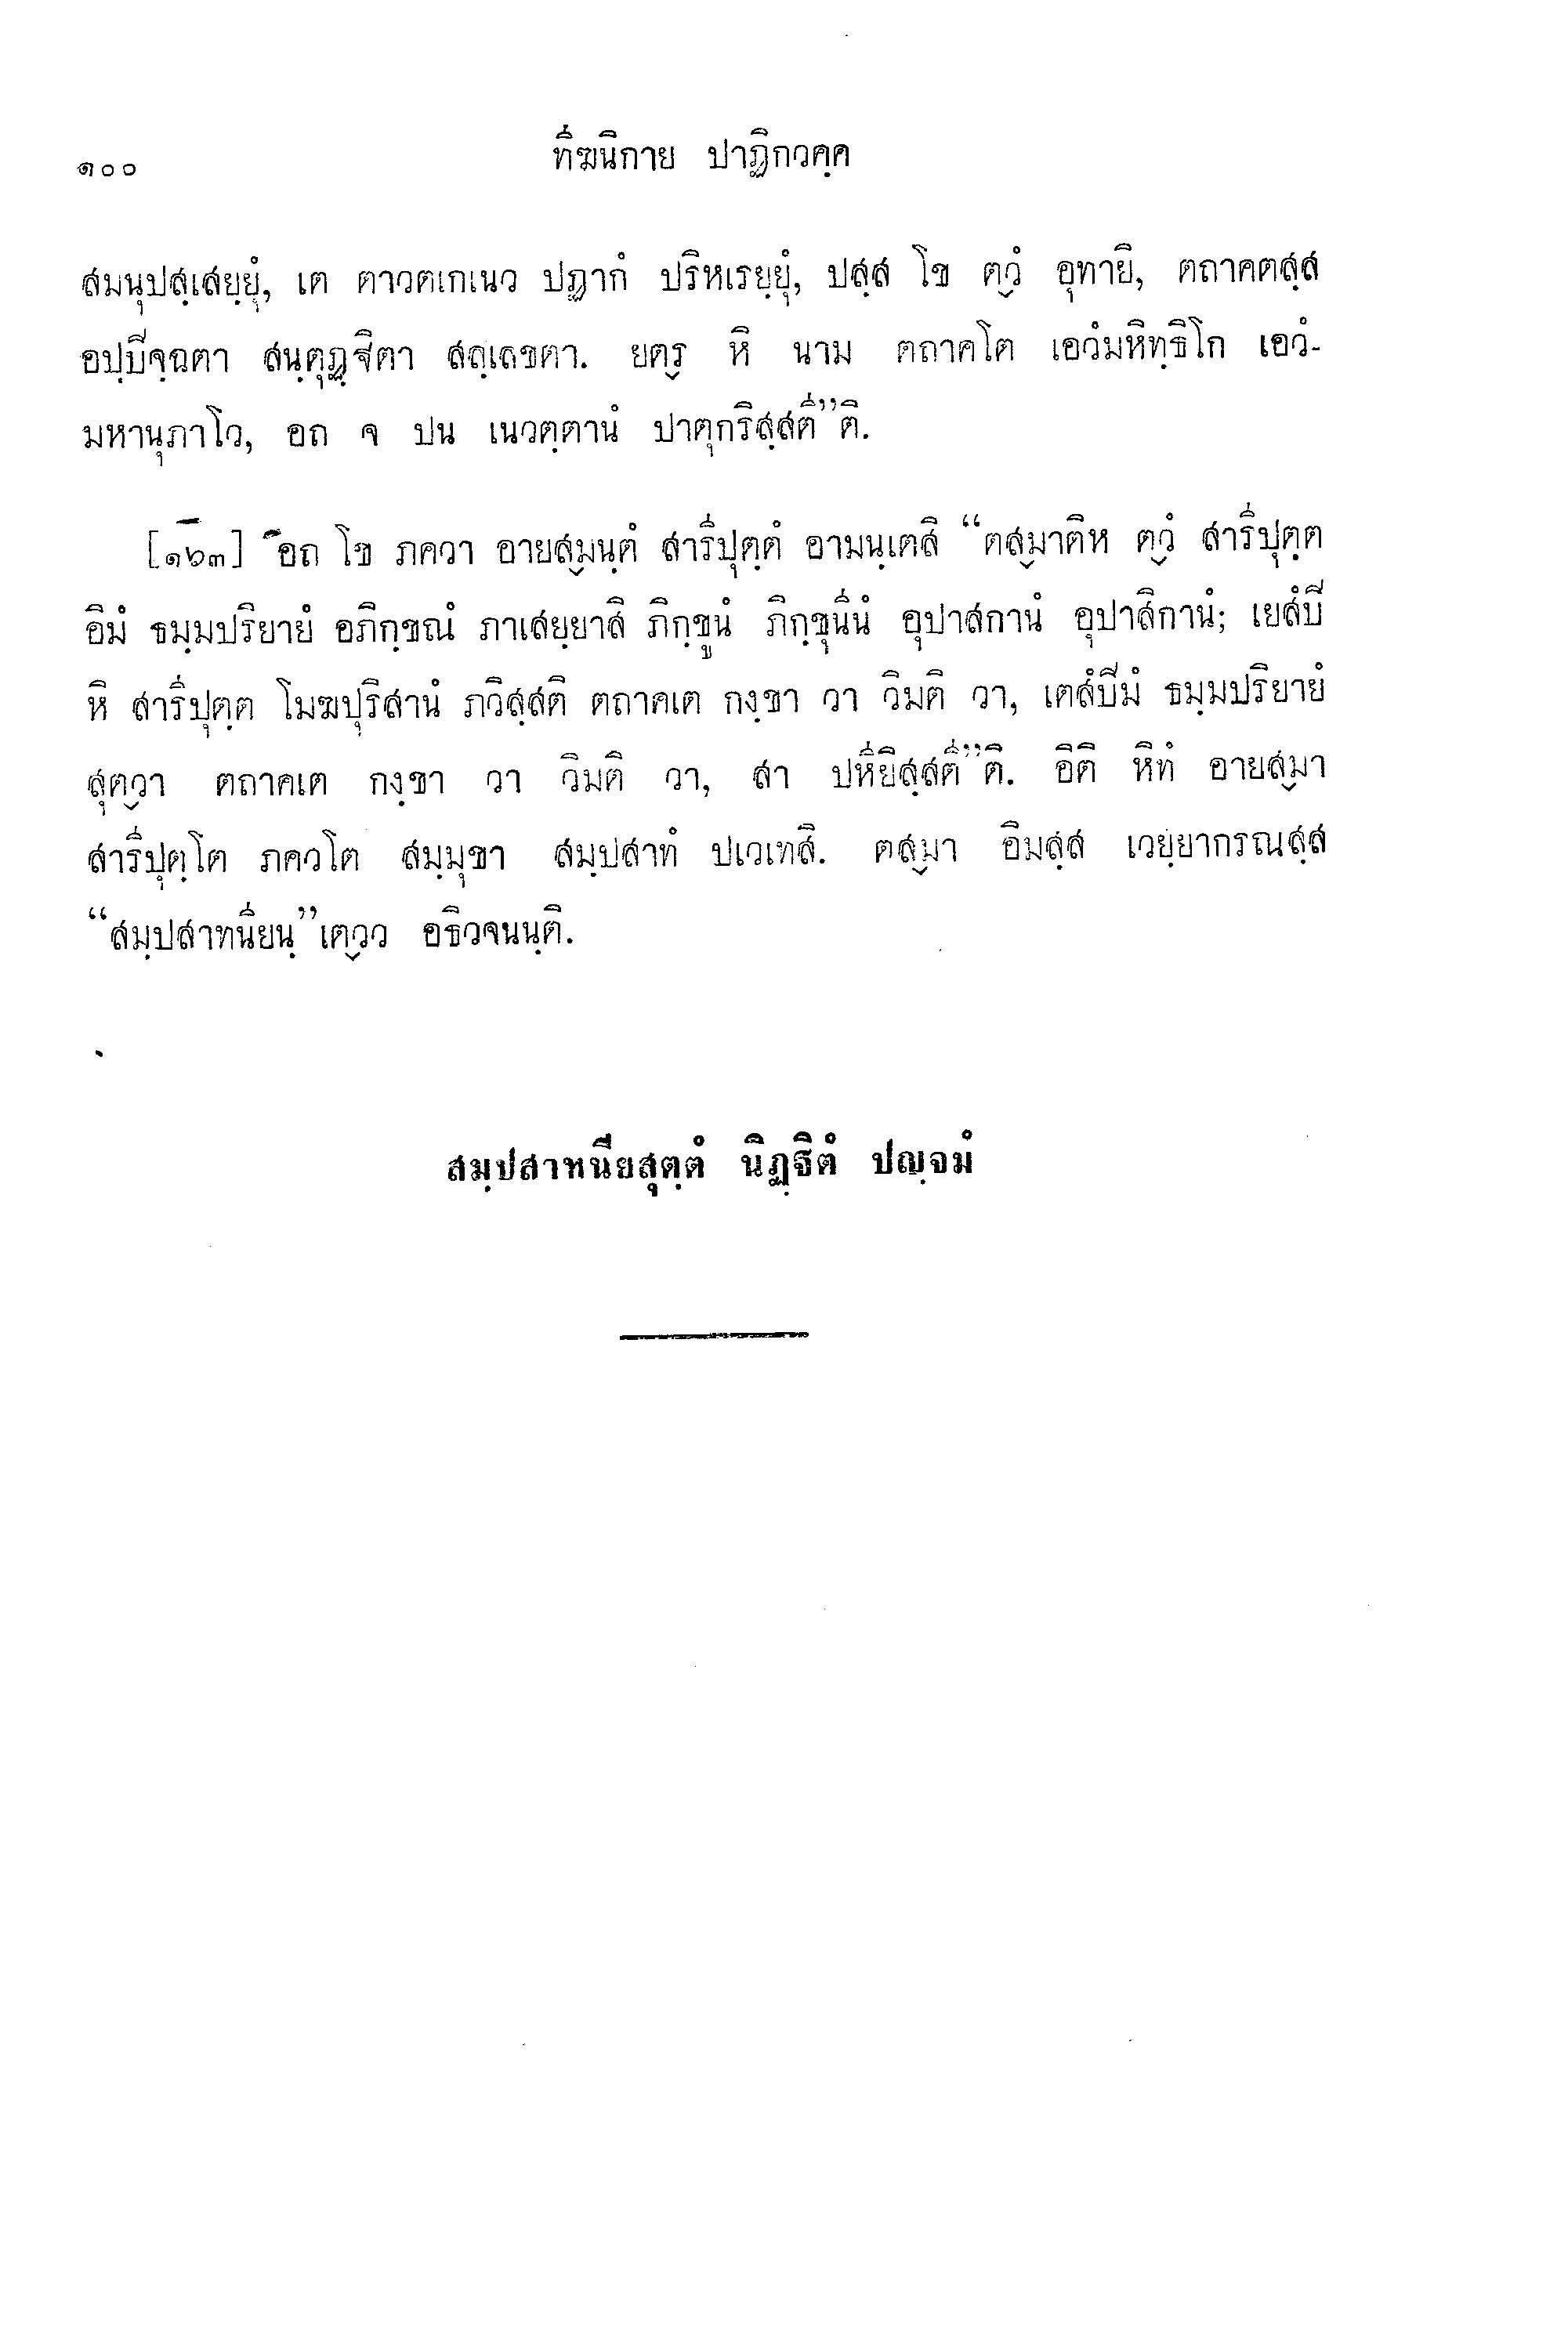 ๑๐๐ ทีฆนิกาย ปาฏิกวคฺค
สมนุปสฺเสยฺยุํ, เต ตาวตเกเนว ปฏากํ ปริหเรยฺยุํ, ปสฺส โข ตฺวํ อุทายิ, ตถาคตสฺส
อปฺปิจฺฉตา สนฺตุฏฺฐิตา สลฺเลขตา. ยตฺร หิ นาม ตถาคโต เอวํมหิทฺธิโก เอวํ-
มหานุภาโว, อถ จ ปน เนวตฺตานํ ปาตุกริสฺสตี”ติ.
[๑๖๓] อถ โข ภควา อายสฺมนฺตํ สารีปุตฺตํ อามนฺเตสิ “ตสฺมาติห ตฺวํ สารีปุตฺต
อิมํ ธมฺมปริยายํ อภิกฺขณํ ภาเสยฺยาสิ ภิกฺขูนํ ภิกฺขุนีนํ อุปาสกานํ อุปาสิกานํ; เยสํปิ
หิ สารีปุตฺต โมฆปุริสานํ ภวิสฺสติ ตถาคเต กงฺขา วา วิมติ วา, เตสํปิมํ ธมฺมปริยายํ
สุตฺวา ตถาคเต กงฺขา วา วิมติ วา, สา ปหียิสฺสตี”ติ. อิติ หิทํ อายสฺมา
สารีปุตฺโต ภควโต สมฺมุขา สมฺปสาทํ ปเวเทสิ. ตสฺมา อิมสฺส เวยฺยากรณสฺส
“สมฺปสาทนียนฺ”เตฺวว อธิวจนนฺติ.
สมฺปสาทนียสุตฺตํ นิฏฺฐิตํ ปญฺจมํ